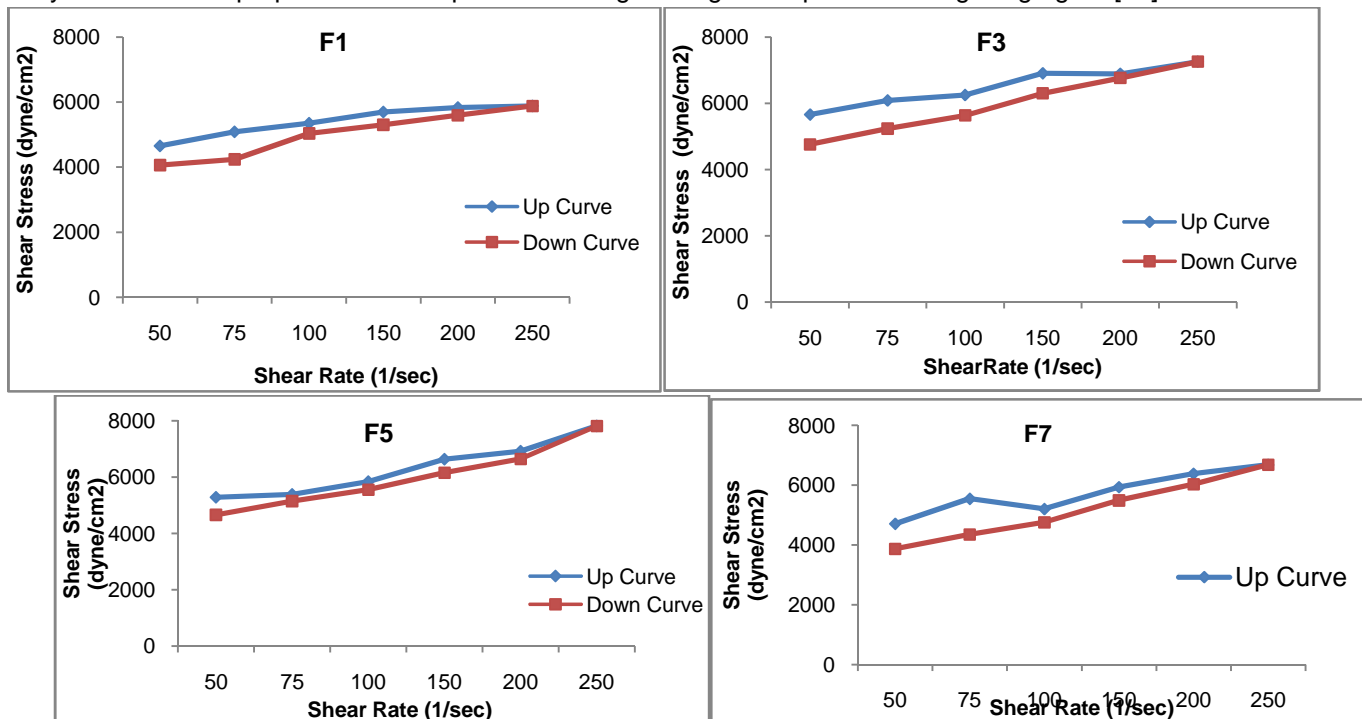 F1
8000
6000
4000
2000
0
Shear Stress (dyne/cm2)
Up Curve
Down Curve
50 75 100 150 200 250
Shear Rate (1/sec)
F3
8000
6000
4000
2000
0
Shear Stress (dyne/cm2)
Up Curve
Down Curve
50 75 100 150 200 250
ShearRate (1/sec)
F5
8000
6000
4000
2000
0
Shear Stress
(dyne/cm2)
Up Curve
Down Curve
50 75 100 150 200 250
Shear Rate (1/sec)
F7
8000
6000
4000
2000
0
Shear Stress
(dyne/cm2)
Up Curve
50 75 100 150 200 250
Shear Rate (1/sec)